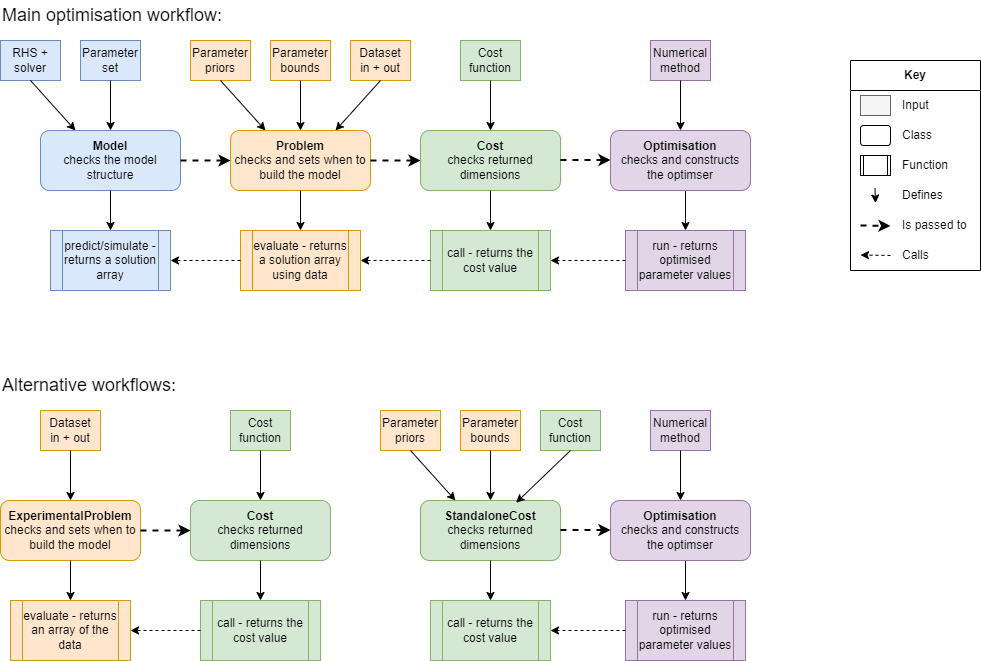 Main optimisation workflow:
RHS +
solver
Parameter
set
Parameter
priors
Parameter
bounds
Dataset
in + out
Cost
function
Numerical
method
Model
checks the model
structure
Problem
checks and sets when to
build the model
Cost
checks returned
dimensions
Optimisation
checks and constructs
the optimser
predict/simulate -
returns a solution
array
evaluate - returns
a solution array
using data
call - returns the
cost value
run - returns
optimised
parameter values
Key
Input
Class
Function
Defines
Is passed to
Calls
Alternative workflows:
Dataset
in + out
Cost
function
Parameter
priors
Parameter
bounds
Cost
function
Numerical
method
ExperimentalProblem
checks and sets when to
build the model
Cost
checks returned
dimensions
StandaloneCost
checks returned
dimensions
Optimisation
checks and constructs
the optimser
evaluate - returns
an array of the
data
call - returns the
cost value
call - returns the
cost value
run - returns
optimised
parameter values